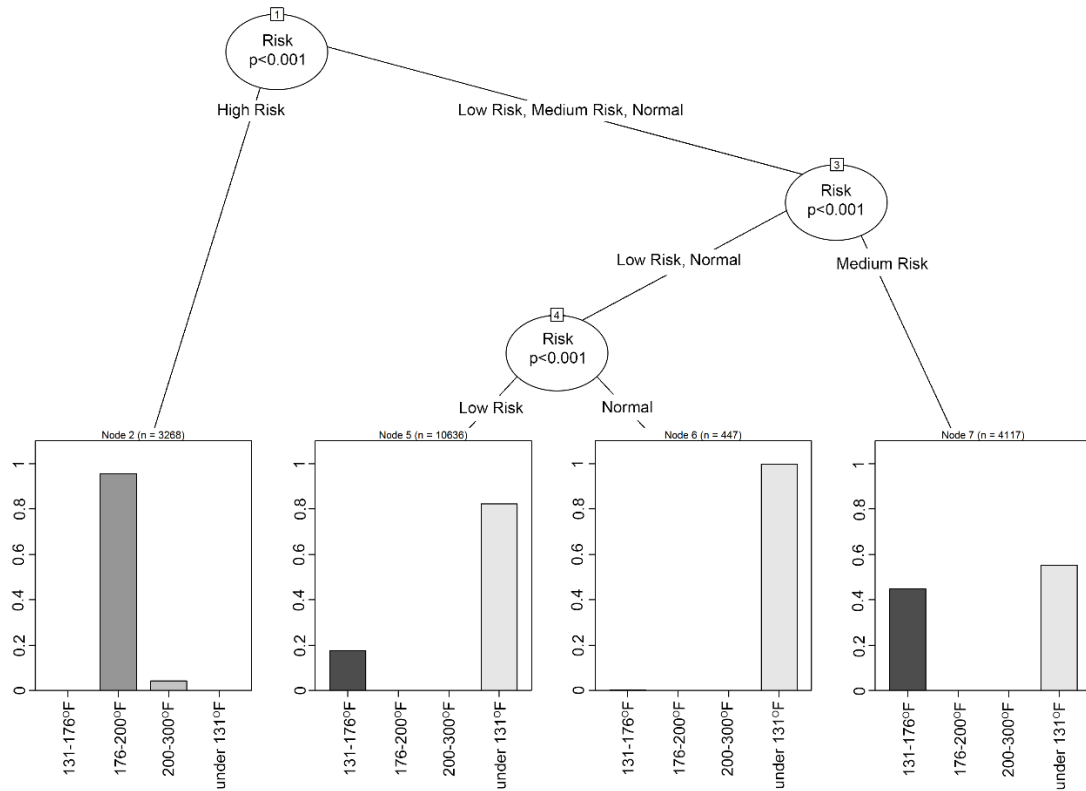 1
Risk
p<0.001
High Risk
Low Risk, Medium Risk, Normal
3
Risk
p<0.001
Low Risk, Normal
Medium Risk
4
Risk
p<0.001
Low Risk
Normal
Node 2 (n = 3268)
1
0.8
0.6
0.4
0.2
0
131-176°F
176-200°F
200-300°F
under 131°F
Node 5 (n = 10636)
1
0.8
0.6
0.4
0.2
0
131-176°F
176-200°F
200-300°F
under 131°F
Node 6 (n = 447)
1
0.8
0.6
0.4
0.2
0
131-176°F
176-200°F
200-300°F
under 131°F
Node 7 (n = 4117)
1
0.8
0.6
0.4
0.2
0
131-176°F
176-200°F
200-300°F
under 131°F